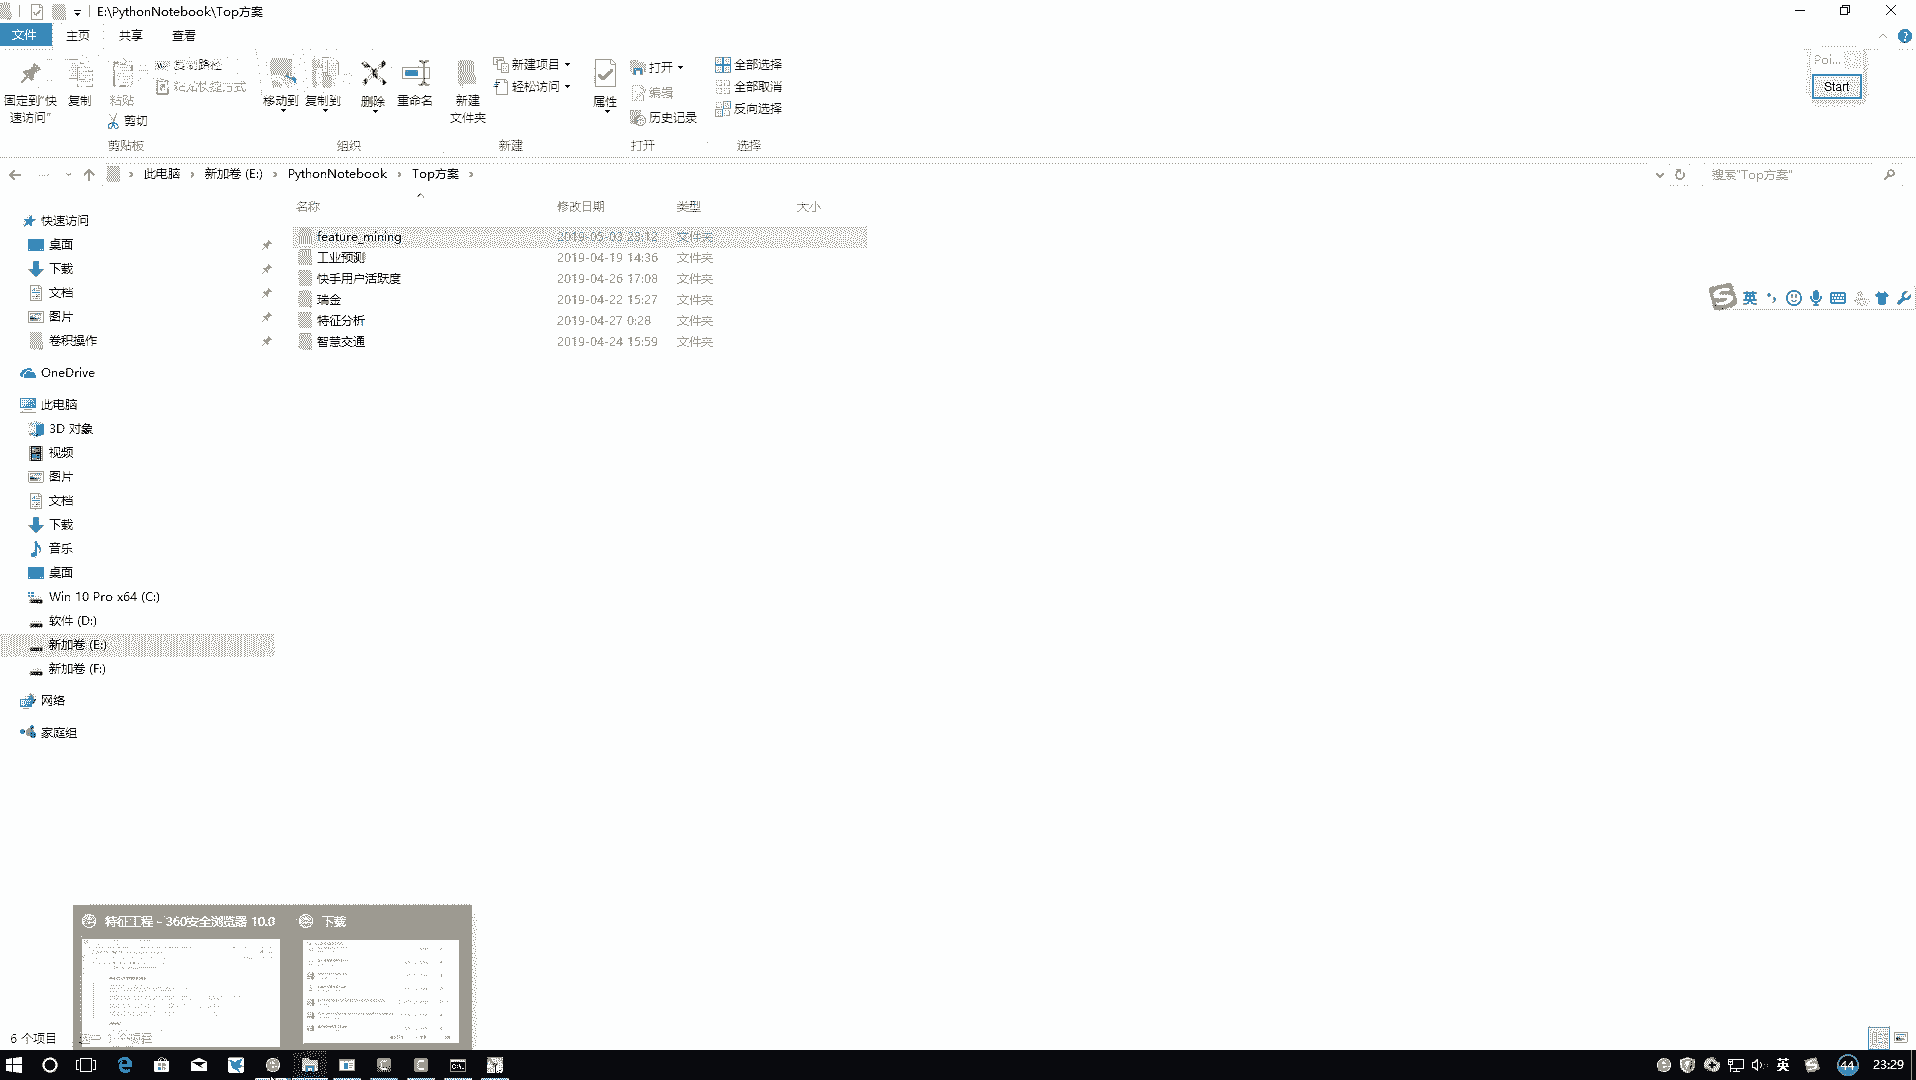 E:\PythonNotebook\Top方案
文件 主页 共享 查看
固定到"快速访问"
复制
粘贴
复制路径
粘贴快捷方式
剪切
移动到
复制到
删除
重命名
新建文件夹
新建项目
轻松访问
属性
打开
编辑
历史记录
全部选择
全部取消
反向选择
剪贴板 组织 新建 打开 选择
Poi...
Start
此电脑 › 新加卷 (E:) › PythonNotebook › Top方案 ›
搜索"Top方案"
名称 修改日期 类型 大小
feature_mining 2019-05-03 23:12 文件夹
工业预测 2019-04-19 14:36 文件夹
快手用户活跃度 2019-04-26 17:08 文件夹
瑞金 2019-04-22 15:27 文件夹
特征分析 2019-04-27 0:28 文件夹
智慧交通 2019-04-24 15:59 文件夹
快速访问
桌面
下载
文档
图片
卷积操作
OneDrive
此电脑
3D 对象
视频
图片
文档
下载
音乐
桌面
Win 10 Pro x64 (C:)
软件 (D:)
新加卷 (E:)
新加卷 (F:)
网络
家庭组
英
特征工程 - 360安全浏览器 10.0
下载
6 个项目
英
44
23:29